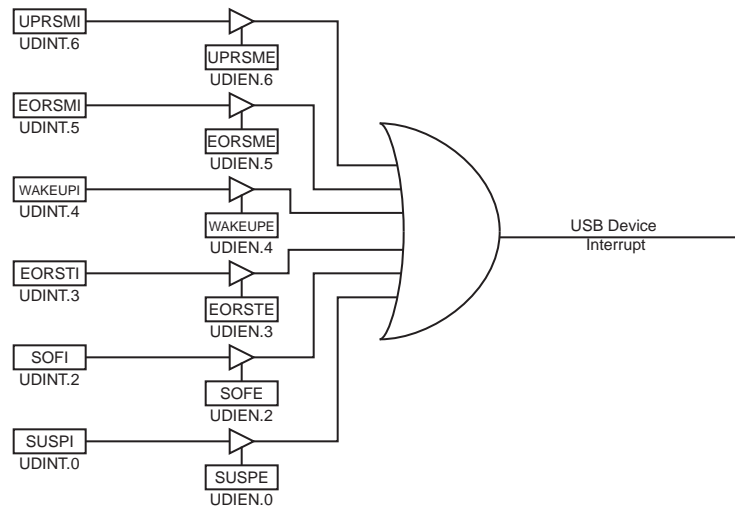 UPRSMI
UDINT.6
UPRSME
UDIEN.6
EORSMI
UDINT.5
EORSME
UDIEN.5
WAKEUPI
UDINT.4
WAKEUPE
UDIEN.4
EORSTI
UDINT.3
EORSTE
UDIEN.3
SOFI
UDINT.2
SOFE
UDIEN.2
SUSPI
UDINT.0
SUSPE
UDIEN.0
USB Device
Interrupt